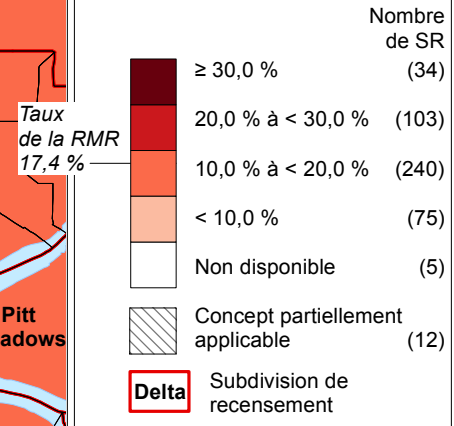 Nombre
de SR
≥ 30,0 % (34)
20,0 % à < 30,0 % (103)
Taux
de la RMR
17,4 %
10,0 % à < 20,0 % (240)
< 10,0 % (75)
Non disponible (5)
Concept partiellement
applicable (12)
Delta
Subdivision de
recensement
Pitt
adows